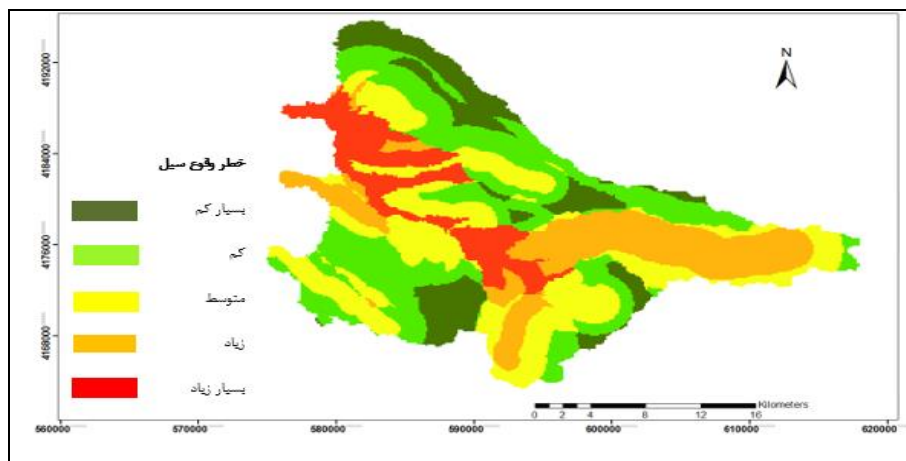 N
4192000
4184000
4176000
4168000
خطر وقوع سیل
بسیار کم
کم
متوسط
زیاد
بسیار زیاد
Kilometers
0 2 4 8 12 16
560000 570000 580000 590000 600000 610000 620000